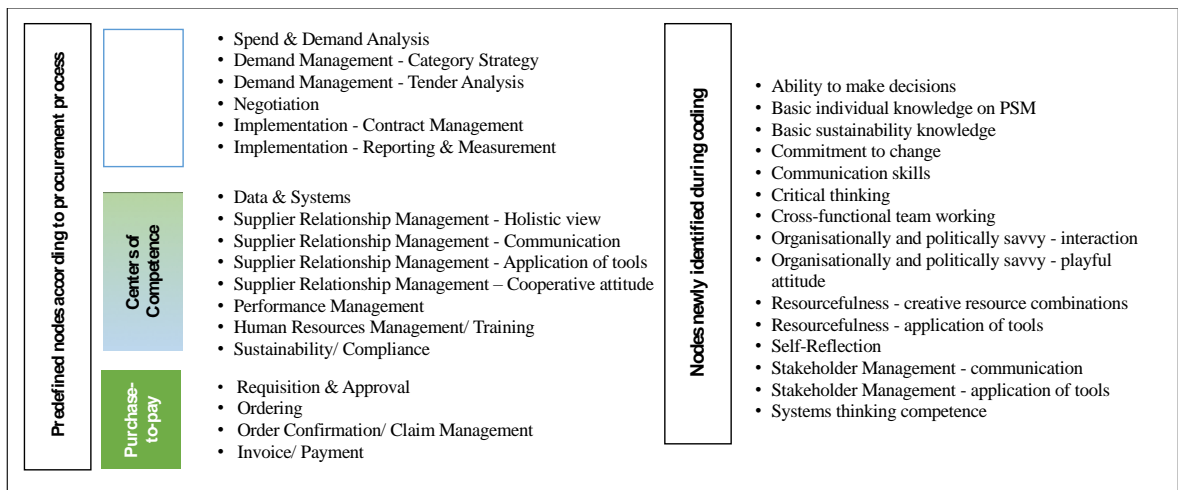 Predefined nodes according to procurement process
• Spend & Demand Analysis
• Demand Management - Category Strategy
• Demand Management - Tender Analysis
• Negotiation
• Implementation - Contract Management
• Implementation - Reporting & Measurement
Centers of
Competence
• Data & Systems
• Supplier Relationship Management - Holistic view
• Supplier Relationship Management - Communication
• Supplier Relationship Management - Application of tools
• Supplier Relationship Management – Cooperative attitude
• Performance Management
• Human Resources Management/ Training
• Sustainability/ Compliance
Purchase-
to-pay
• Requisition & Approval
• Ordering
• Order Confirmation/ Claim Management
• Invoice/ Payment
Nodes newly identified during coding
• Ability to make decisions
• Basic individual knowledge on PSM
• Basic sustainability knowledge
• Commitment to change
• Communication skills
• Critical thinking
• Cross-functional team working
• Organisationally and politically savvy - interaction
• Organisationally and politically savvy - playful
attitude
• Resourcefulness - creative resource combinations
• Resourcefulness - application of tools
• Self-Reflection
• Stakeholder Management - communication
• Stakeholder Management - application of tools
• Systems thinking competence